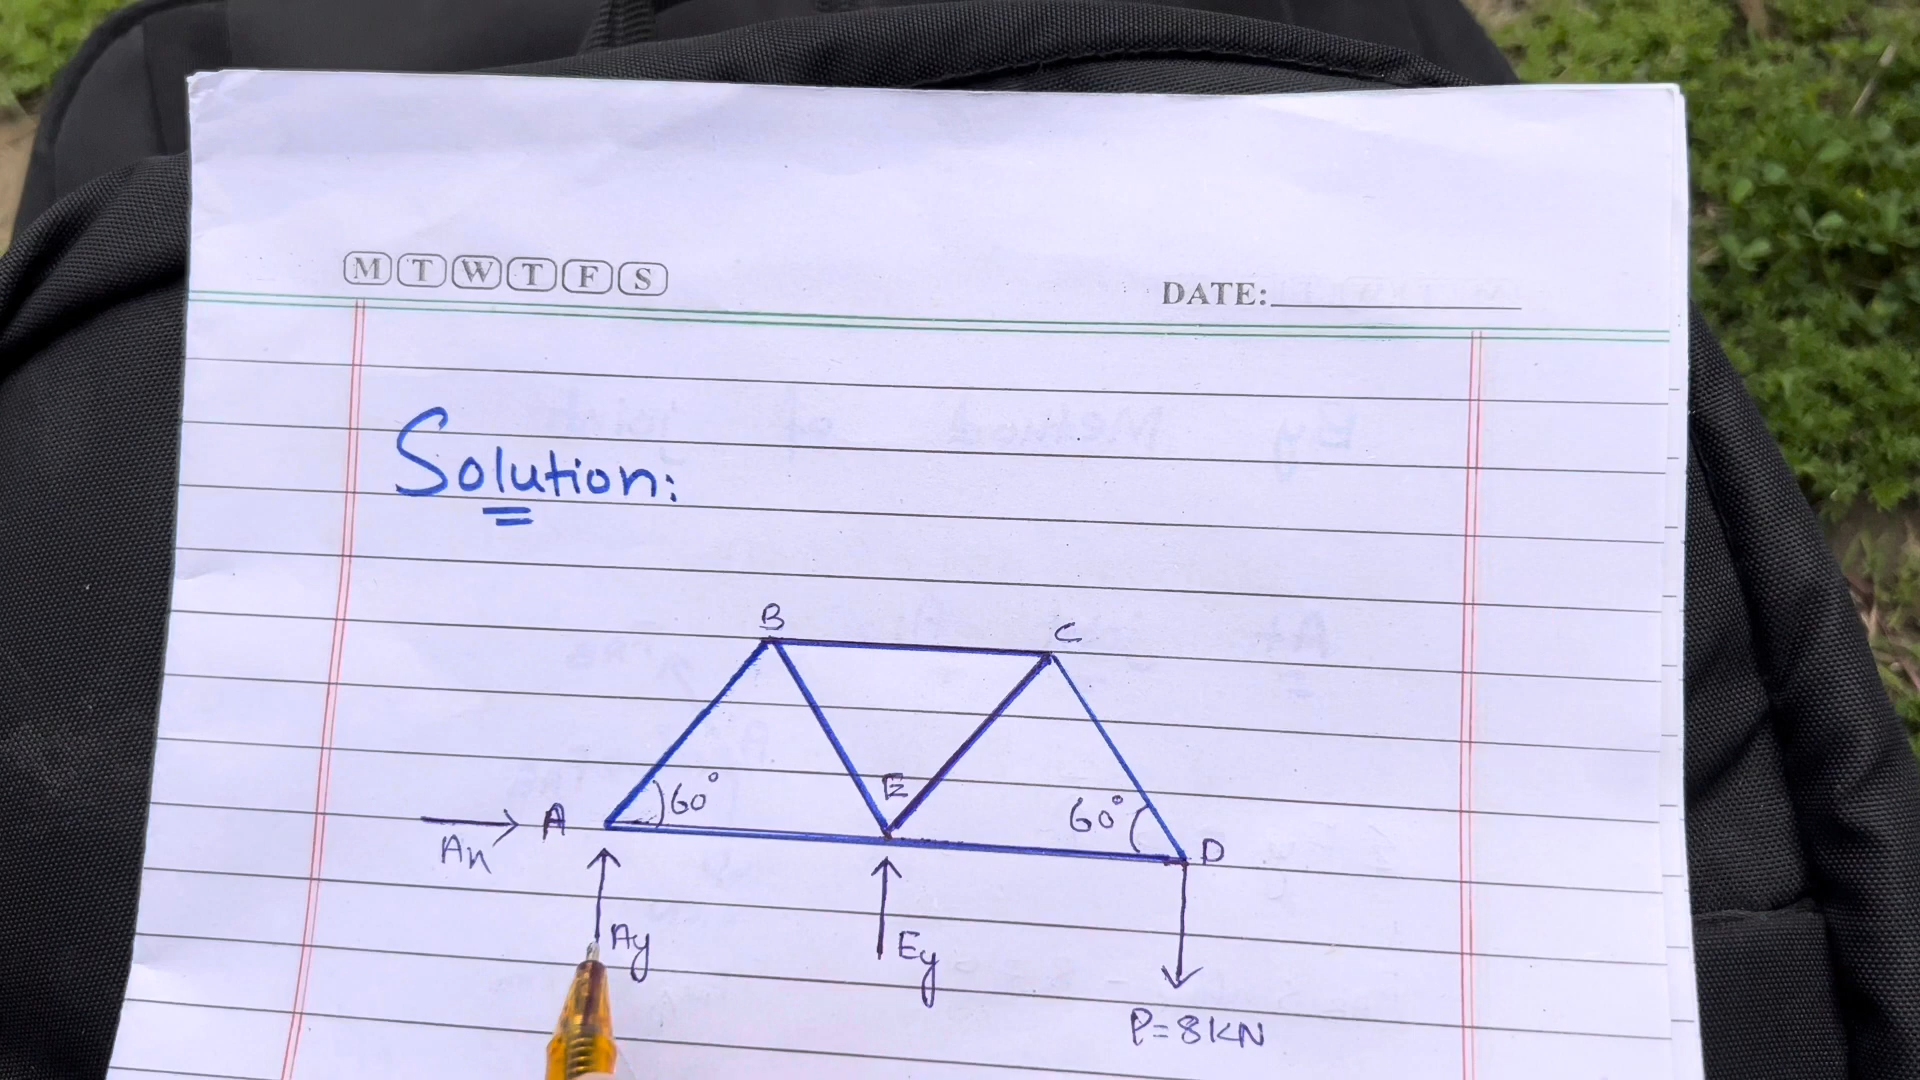 M T W T F S
DATE:
Solution:
B
C
E
60°
60°
A
D
Ax
Ay
Ey
P=8KN